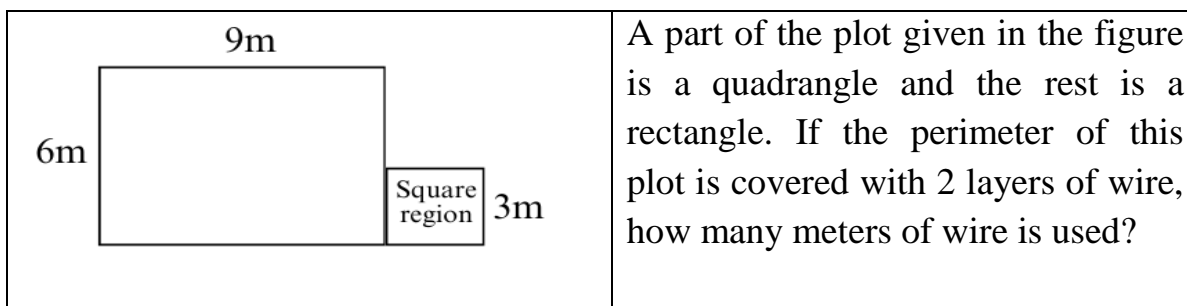 9m
6m
Square
region
3m
A part of the plot given in the figure
is a quadrangle and the rest is a
rectangle. If the perimeter of this
plot is covered with 2 layers of wire,
how many meters of wire is used?